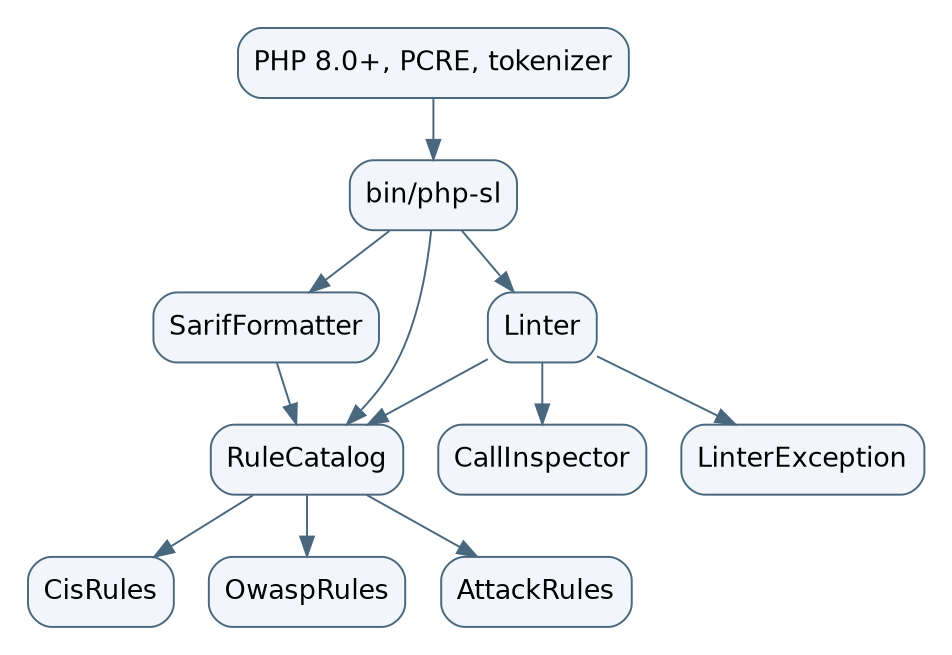 PHP 8.0+, PCRE, tokenizer
bin/php-sl
SarifFormatter
Linter
RuleCatalog
CallInspector
LinterException
CisRules
OwaspRules
AttackRules